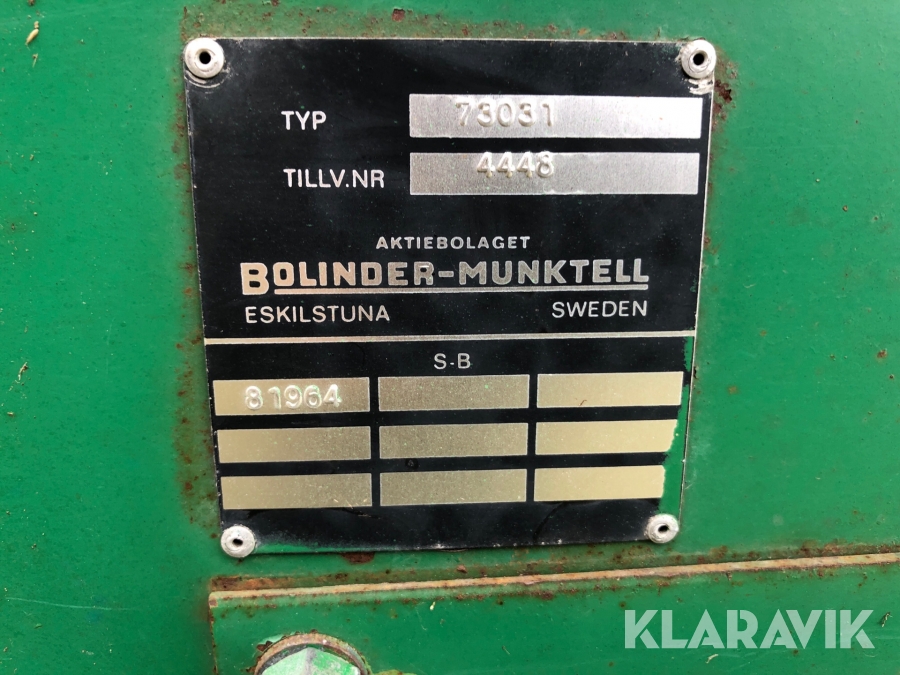 TYP 73031
TILLV.NR 4448
AKTIEBOLAGET
BOLINDER-MUNKTELL
ESKILSTUNA SWEDEN
S-B
81964
KLARAVIK